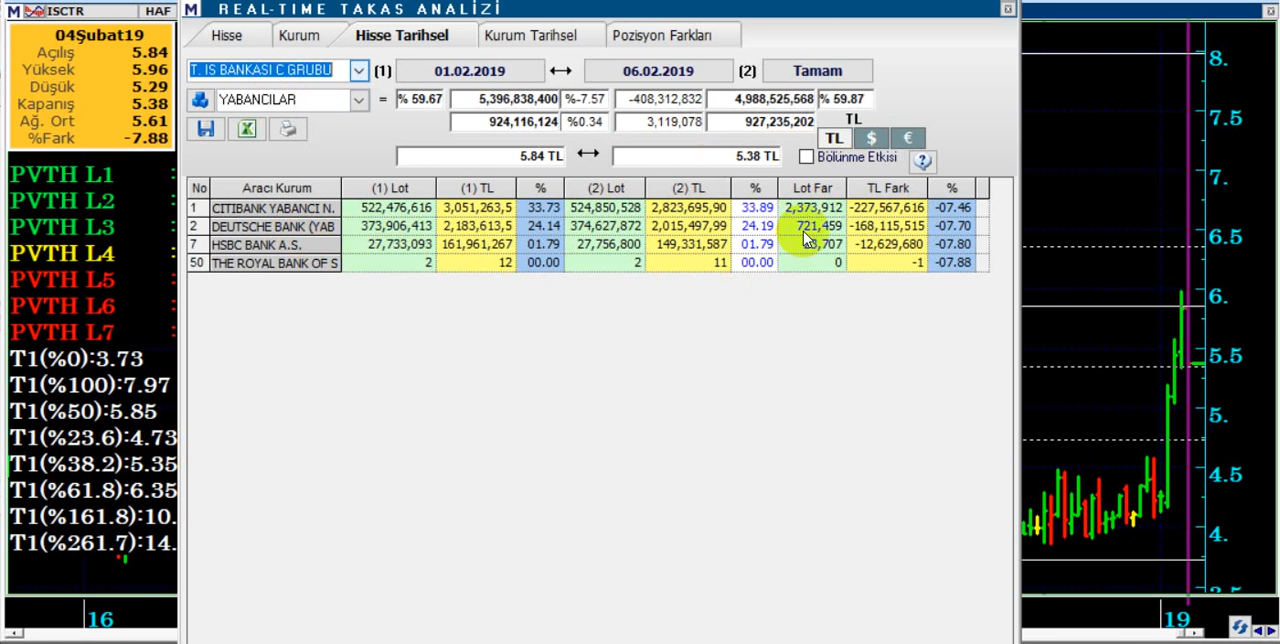 ISCTR
HAF
REAL-TIME TAKAS ANALİZİ
Hisse
Kurum
Hisse Tarihsel
Kurum Tarihsel
Pozisyon Farkları
04Şubat19
Açılış 5.84
Yüksek 5.96
Düşük 5.29
Kapanış 5.38
Ağ. Ort 5.61
%Fark -7.88
T. IS BANKASI C GRUBU (1) 01.02.2019 06.02.2019 (2) Tamam
YABANCILAR = % 59.67 5,396,838,400 %-7.57 -408,312,832 4,988,525,568 % 59.87
924,116,124 %0.34 3,119,078 927,235,202 TL
TL $ €
5.84 TL 5.38 TL Bölünme Etkisi ?
No Aracı Kurum (1) Lot (1) TL % (2) Lot (2) TL % Lot Far TL Fark %
1 CITIBANK YABANCI N. 522,476,616 3,051,263,5 33.73 524,850,528 2,823,695,90 33.89 2,373,912 -227,567,616 -07.46
2 DEUTSCHE BANK (YAB 373,906,413 2,183,613,5 24.14 374,627,872 2,015,497,99 24.19 721,459 -168,115,515 -07.70
7 HSBC BANK A.S. 27,733,093 161,961,267 01.79 27,756,800 149,331,587 01.79 -12,629,680 -07.80
50 THE ROYAL BANK OF S 2 12 00.00 2 11 00.00 0 -1 -07.88
PVTH L1 :
PVTH L2 :
PVTH L3 :
PVTH L4 :
PVTH L5 :
PVTH L6 :
PVTH L7 :
T1(%0):3.73
T1(%100):7.97
T1(%50):5.85
T1(%23.6):4.73
T1(%38.2):5.35
T1(%61.8):6.35
T1(%161.8):10.
T1(%261.7):14.
8.
7.5
7.
6.5
6.
5.5
5.
4.5
4.
16
19